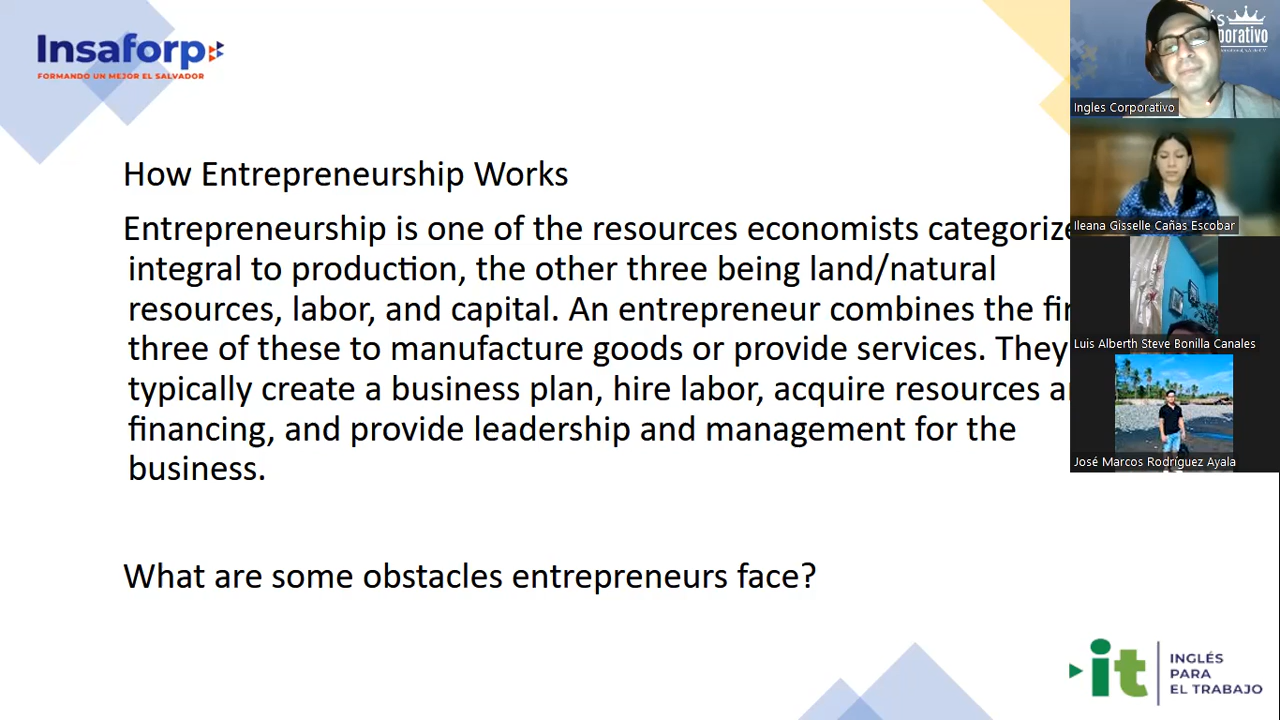 Insaforp
FORMANDO UN MEJOR EL SALVADOR
How Entrepreneurship Works
Entrepreneurship is one of the resources economists categorize
integral to production, the other three being land/natural
resources, labor, and capital. An entrepreneur combines the
three of these to manufacture goods or provide services. They
typically create a business plan, hire labor, acquire resources
financing, and provide leadership and management for the
business.
What are some obstacles entrepreneurs face?
Ingles Corporativo
Ileana Gisselle Cañas Escobar
Luis Alberth Steve Bonilla Canales
José Marcos Rodríguez Ayala
it
INGLÉS
PARA
EL TRABAJO